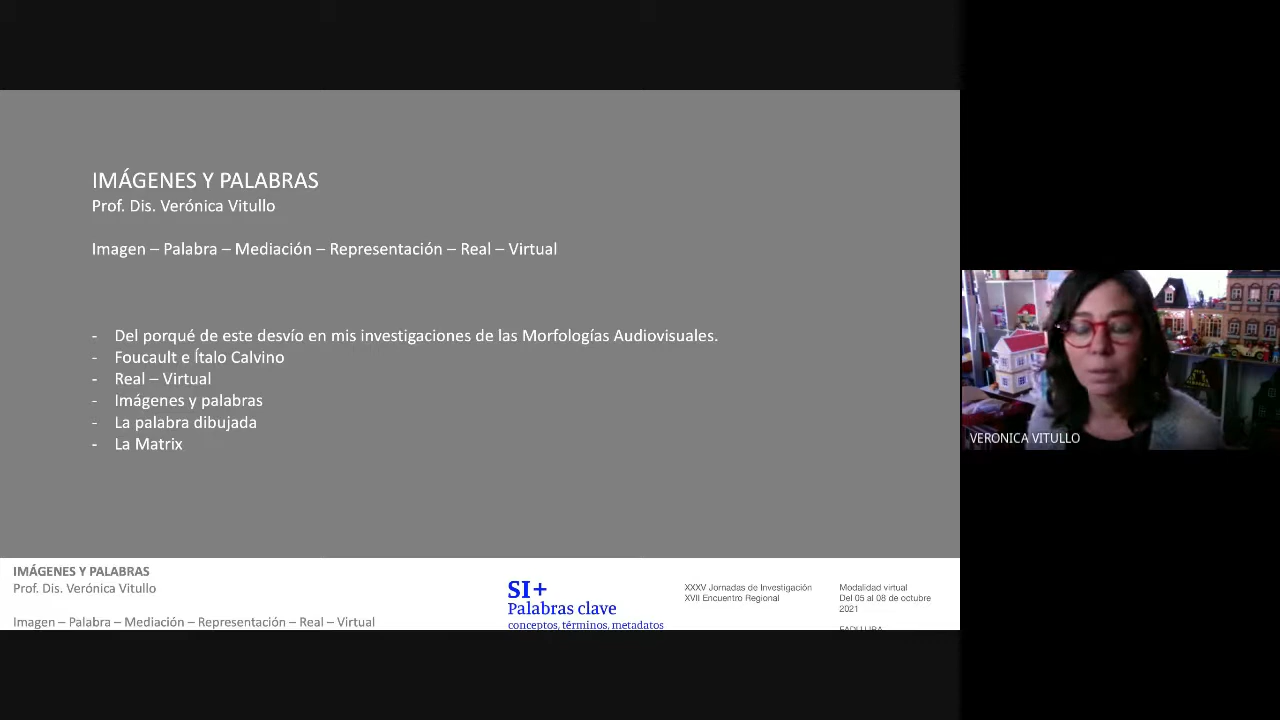 IMÁGENES Y PALABRAS
Prof. Dis. Verónica Vitullo
Imagen – Palabra – Mediación – Representación – Real – Virtual
- Del porqué de este desvío en mis investigaciones de las Morfologías Audiovisuales.
- Foucault e Ítalo Calvino
- Real – Virtual
- Imágenes y palabras
- La palabra dibujada
- La Matrix
VERONICA VITULLO
IMÁGENES Y PALABRAS
Prof. Dis. Verónica Vitullo
Imagen – Palabra – Mediación – Representación – Real – Virtual
SI+
Palabras clave
conceptos, términos, metadatos
XXXV Jornadas de Investigación
XVII Encuentro Regional
Modalidad virtual
Del 05 al 08 de octubre
2021